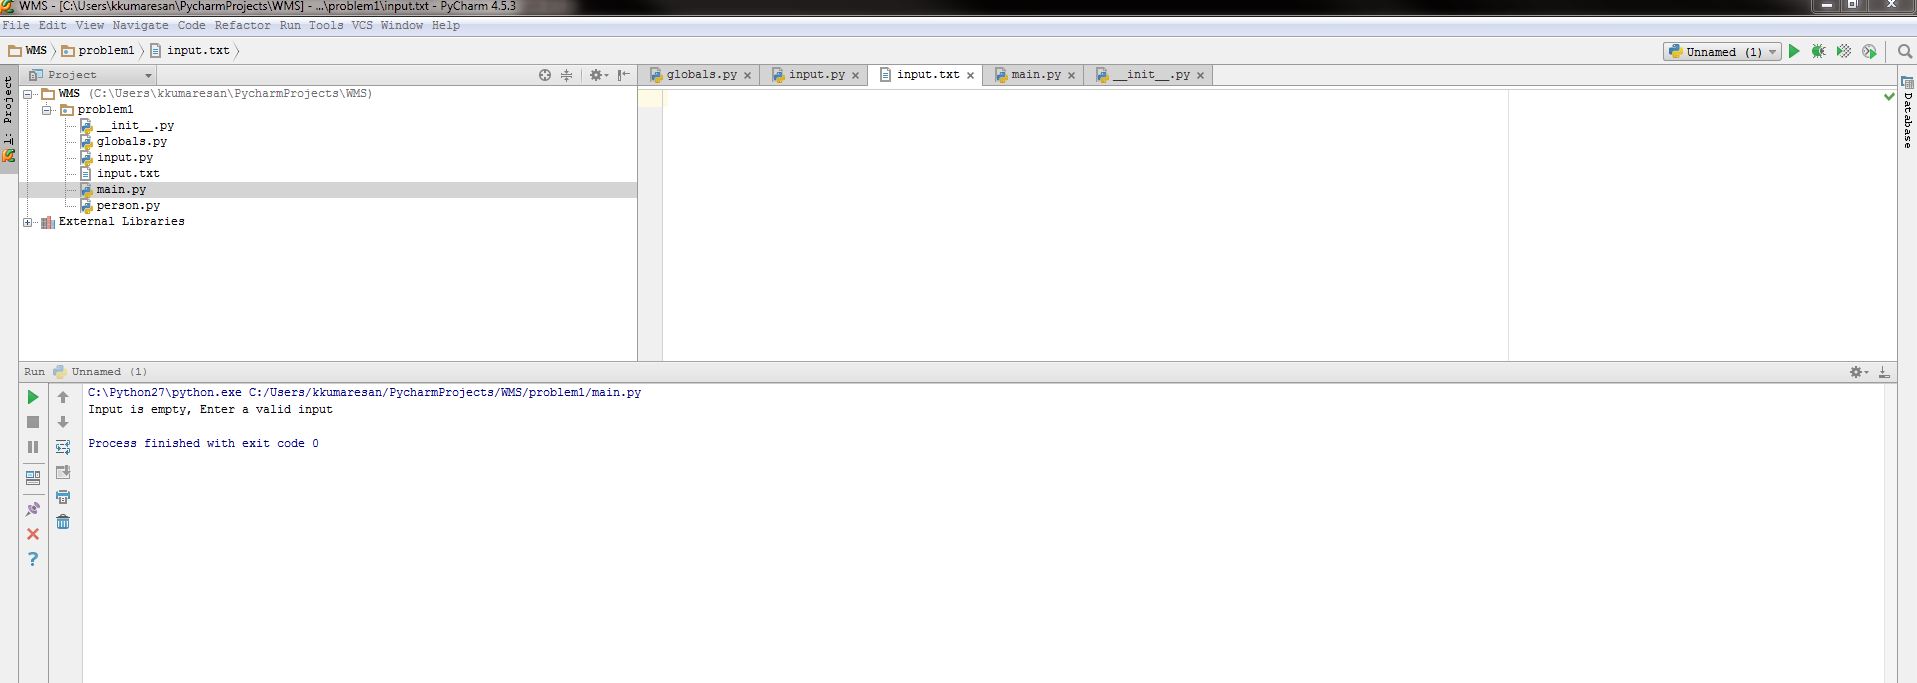 WMS - [C:\Users\kkumaresan\PycharmProjects\WMS] - ...\problem1\input.txt - PyCharm 4.5.3
File Edit View Navigate Code Refactor Run Tools VCS Window Help
WMS problem1 input.txt
Unnamed (1)
Project
globals.py input.py input.txt main.py __init__.py
1: Project
WMS (C:\Users\kkumaresan\PycharmProjects\WMS)
problem1
__init__.py
globals.py
input.py
input.txt
main.py
person.py
External Libraries
Database
Run Unnamed (1)
C:\Python27\python.exe C:/Users/kkumaresan/PycharmProjects/WMS/problem1/main.py
Input is empty, Enter a valid input
Process finished with exit code 0